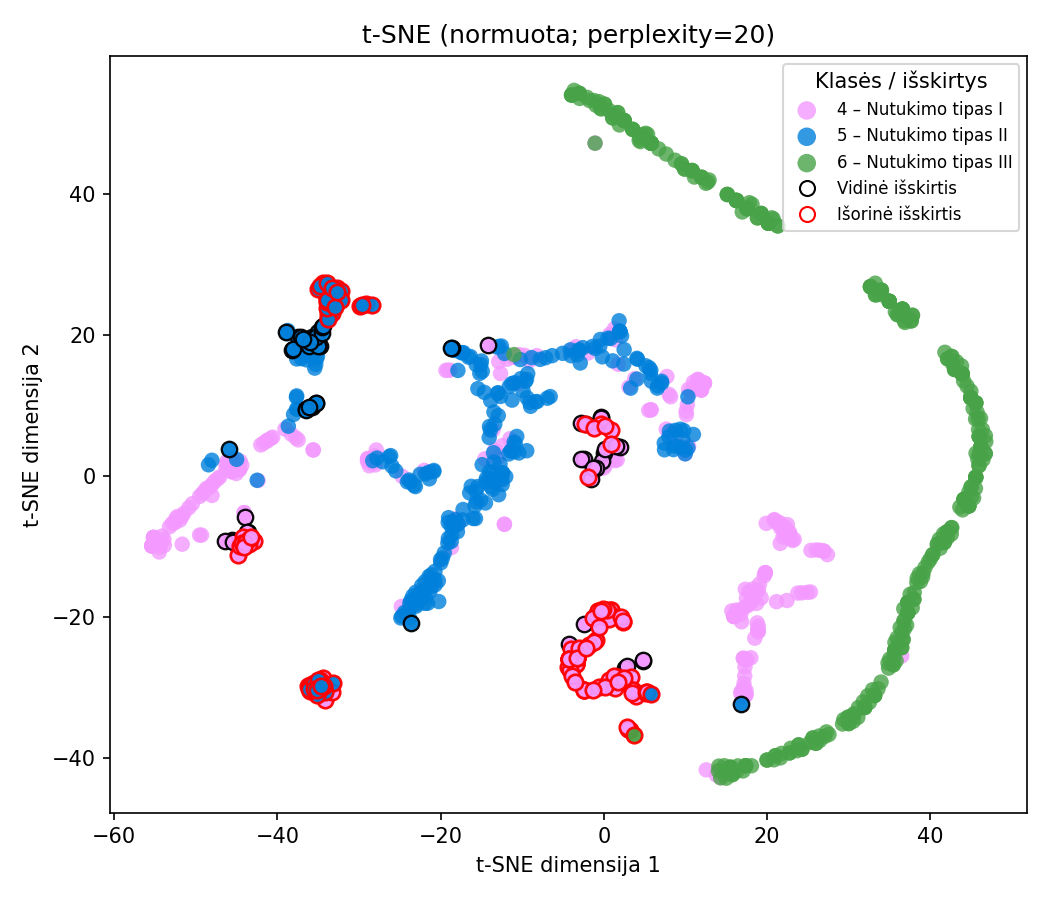 t-SNE (normuota; perplexity=20)
Klasės / išskirtys
4 – Nutukimo tipas I
5 – Nutukimo tipas II
6 – Nutukimo tipas III
Vidinė išskirtis
Išorinė išskirtis
t-SNE dimensija 2
40
20
0
−20
−40
−60
−40
−20
0
20
40
t-SNE dimensija 1